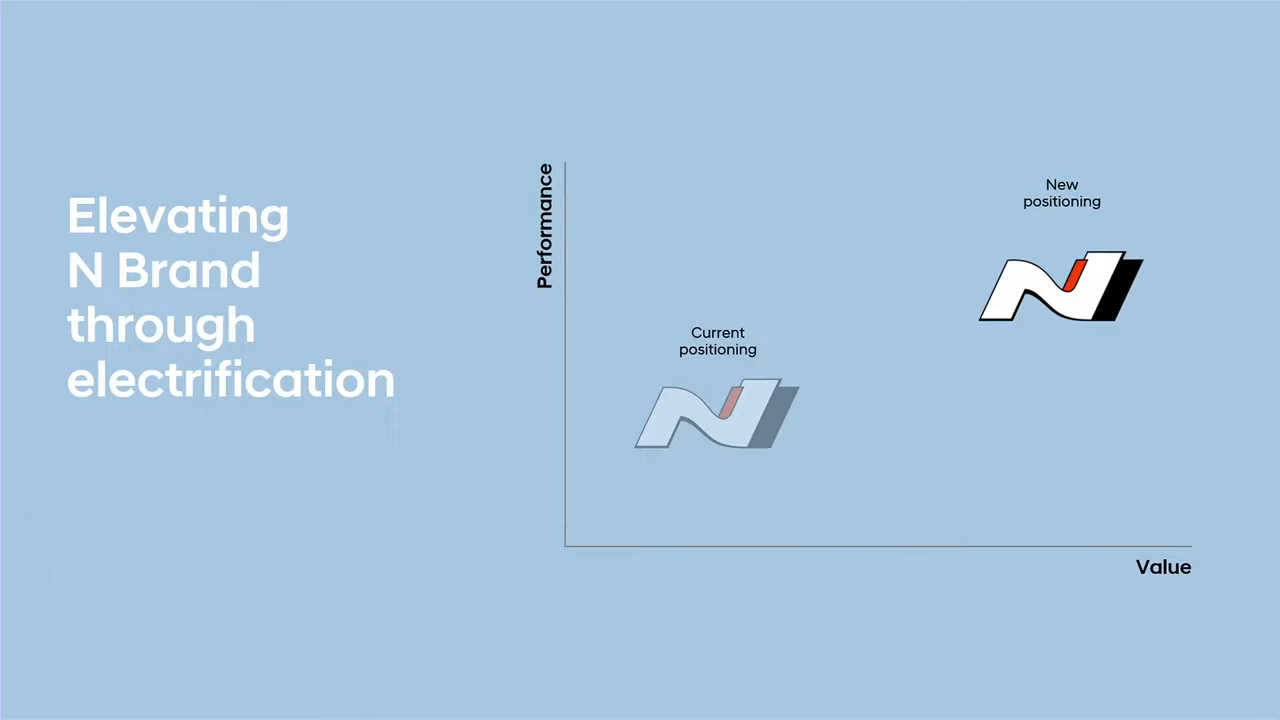 Elevating
N Brand
through
electrification
Performance
New
positioning
N
Current
positioning
N
Value